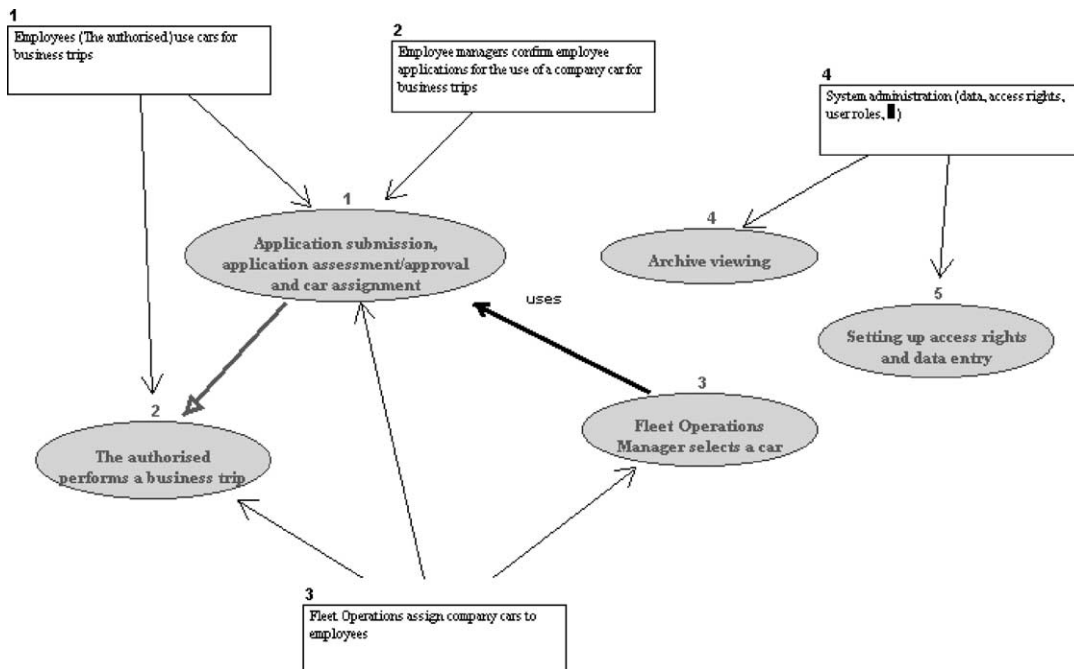 1
Employees (The authorised) use cars for
business trips
2
Employee managers confirm employee
applications for the use of a company car for
business trips
4
System administration (data, access rights,
user roles, █)
1
Application submission,
application assessment/approval
and car assignment
4
Archive viewing
uses
5
Setting up access rights
and data entry
3
Fleet Operations
Manager selects a car
2
The authorised
performs a business trip
3
Fleet Operations assign company cars to
employees